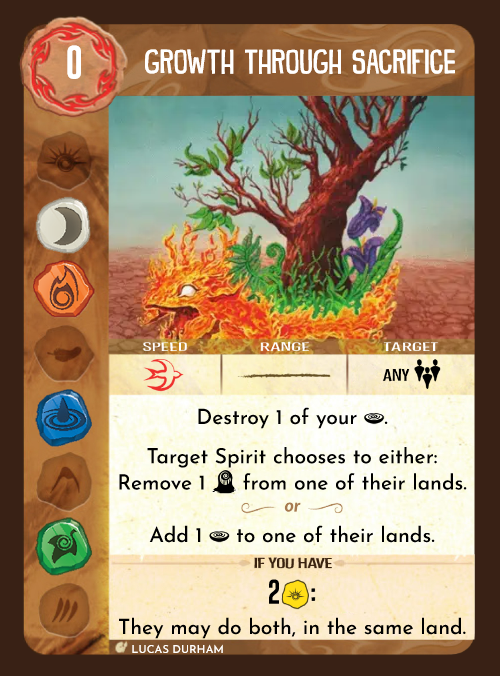 0
GROWTH THROUGH SACRIFICE
SPEED RANGE TARGET
ANY
Destroy 1 of your .
Target Spirit chooses to either:
Remove 1 from one of their lands.
or
Add 1 to one of their lands.
IF YOU HAVE
2 :
They may do both, in the same land.
LUCAS DURHAM